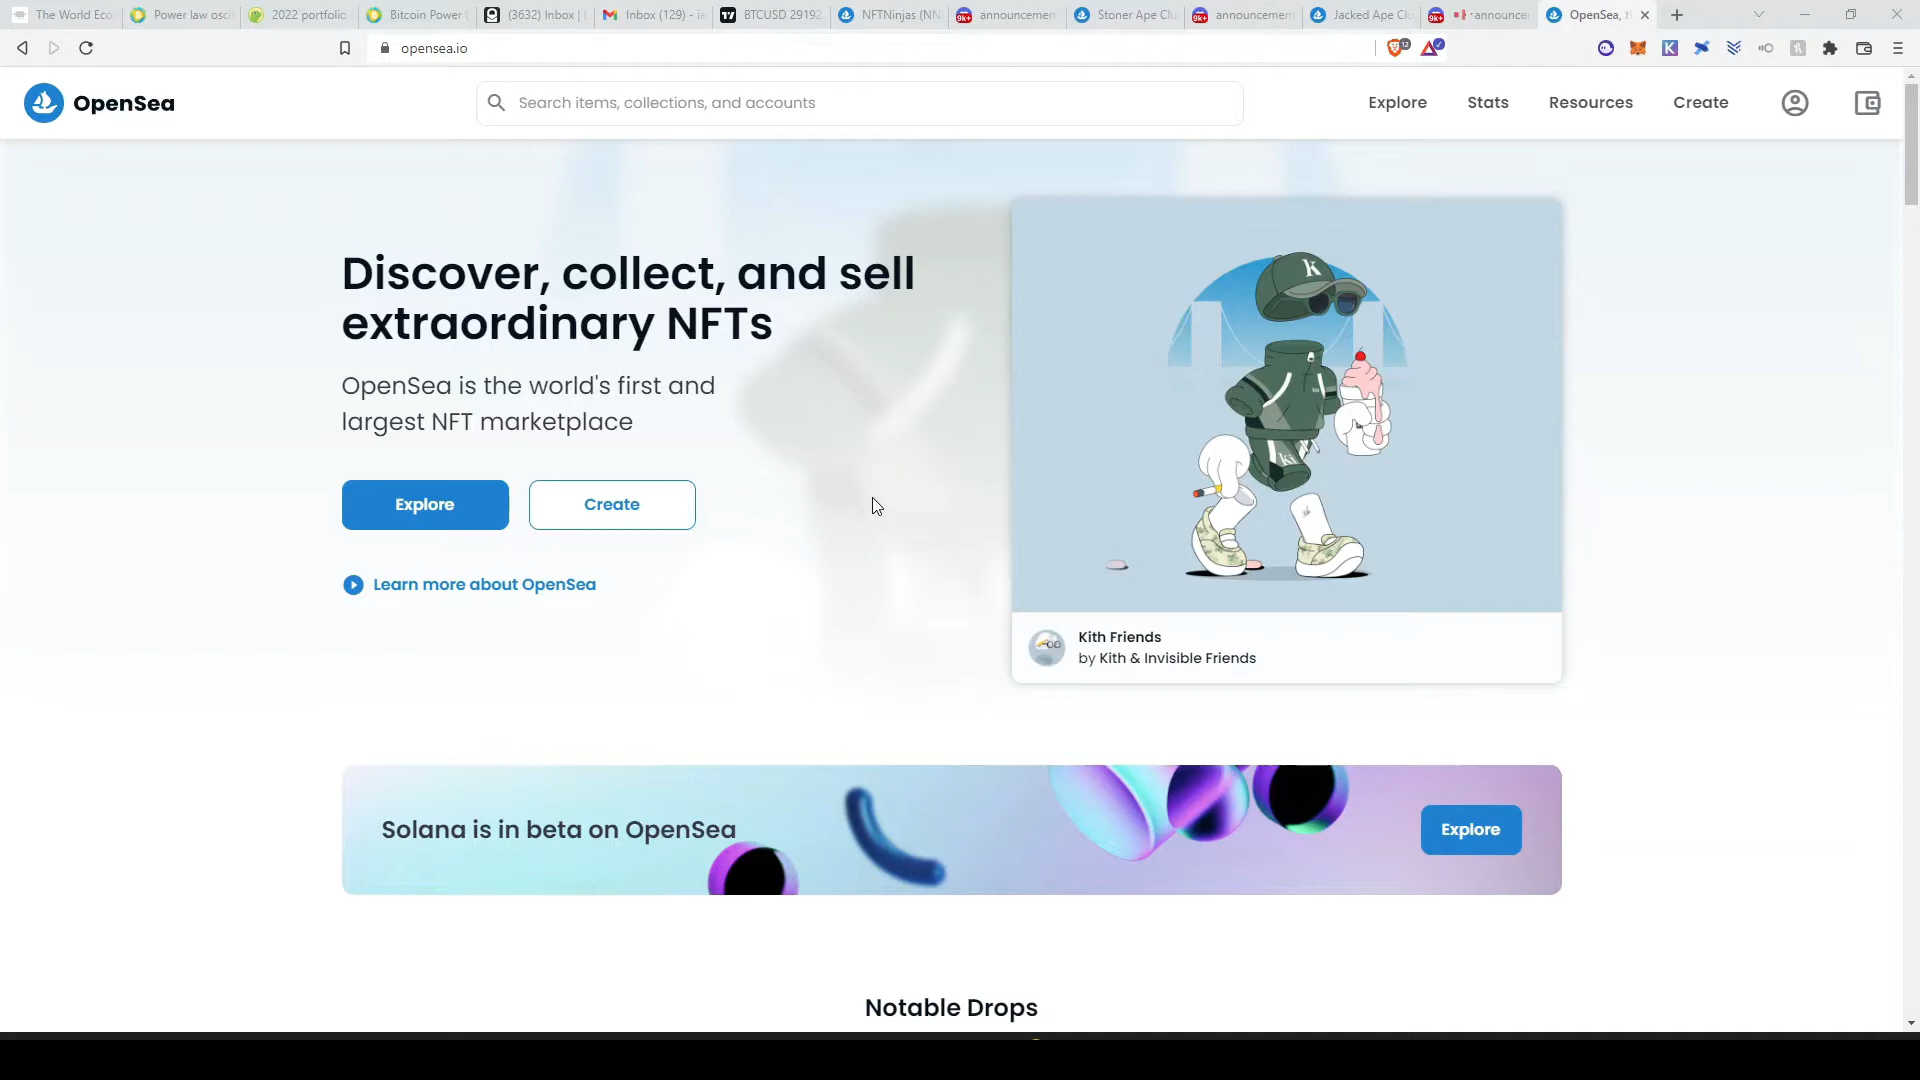 The World Eco
Power law osci
2022 portfolio
Bitcoin Power
(3632) Inbox |
Inbox (129) - i
BTCUSD 29192
NFTNinjas (NN
announcemen
Stoner Ape Clu
announcemen
Jacked Ape Cl
announce
OpenSea, t
opensea.io
OpenSea
Search items, collections, and accounts
Explore
Stats
Resources
Create
Discover, collect, and sell
extraordinary NFTs
OpenSea is the world's first and
largest NFT marketplace
Explore
Create
Learn more about OpenSea
Kith Friends
by Kith & Invisible Friends
Solana is in beta on OpenSea
Explore
Notable Drops